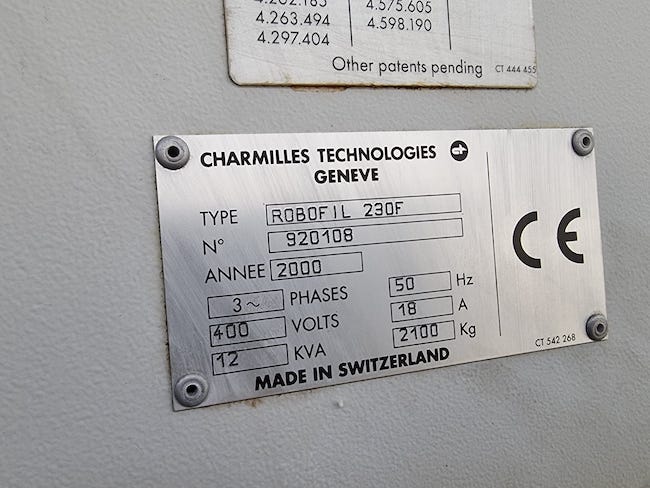 4.575.605
4.263.494
4.598.190
4.297.404
Other patents pending
CT 444 455
CHARMILLES TECHNOLOGIES
GENEVE
TYPE ROBOFIL 230F
N° 920108
ANNEE 2000
3~ PHASES 50 Hz
400 VOLTS 18 A
12 KVA 2100 Kg
MADE IN SWITZERLAND
CE
CT 542 268